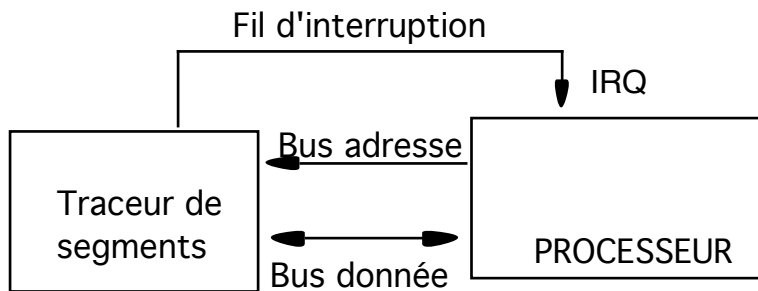 Fil d'interruption
IRQ
Bus adresse
Traceur de
segments
PROCESSEUR
Bus donnée